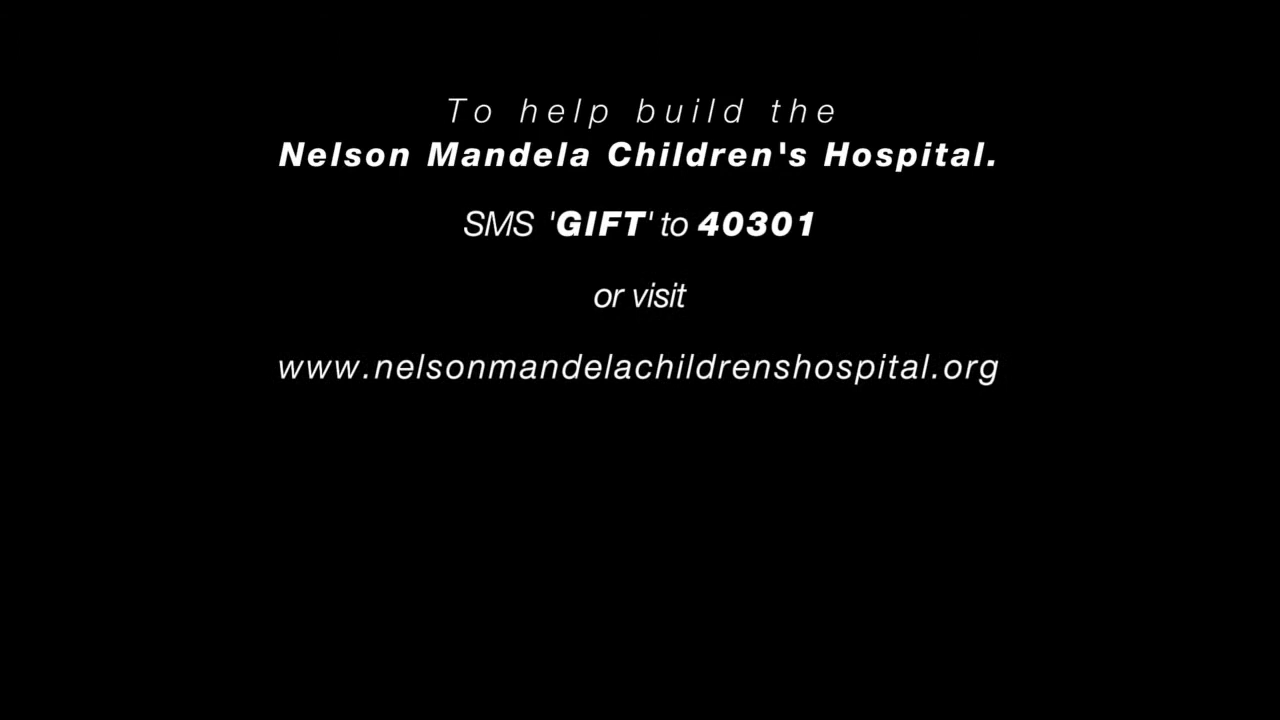 To help build the
Nelson Mandela Children's Hospital.
SMS 'GIFT' to 40301
or visit
www.nelsonmandelachildrenshospital.org